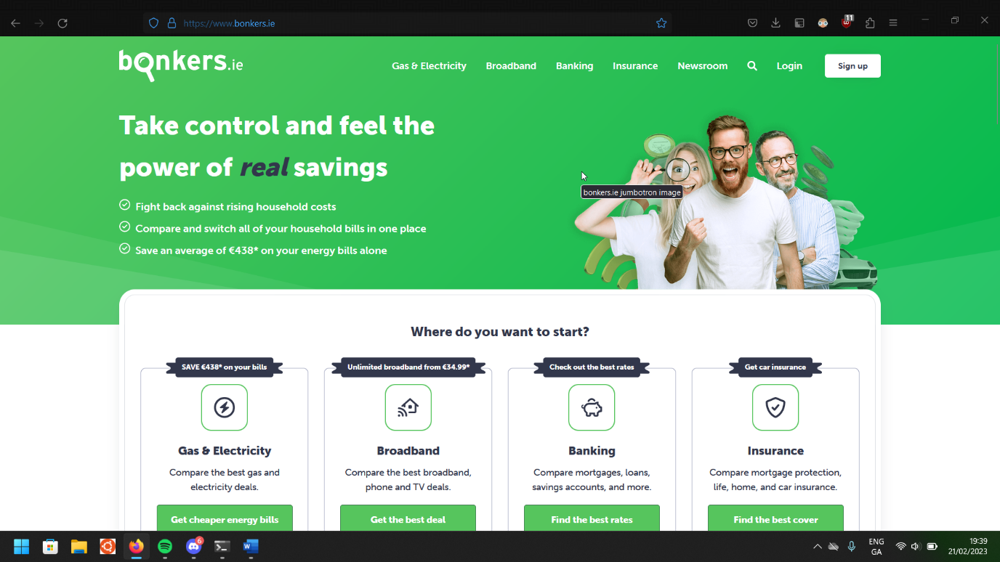 https://www.bonkers.ie
11
bonkers.ie
Gas & Electricity
Broadband
Banking
Insurance
Newsroom
Login
Sign up
Take control and feel the
power of real savings
Fight back against rising household costs
Compare and switch all of your household bills in one place
Save an average of €438* on your energy bills alone
bonkers.ie jumbotron image
Where do you want to start?
SAVE €438* on your bills
Gas & Electricity
Compare the best gas and
electricity deals.
Get cheaper energy bills
Unlimited broadband from €34.99*
Broadband
Compare the best broadband,
phone and TV deals.
Get the best deal
Check out the best rates
Banking
Compare mortgages, loans,
savings accounts, and more.
Find the best rates
Get car insurance
Insurance
Compare mortgage protection,
life, home, and car insurance.
Find the best cover
6
ENG
GA
19:39
21/02/2023